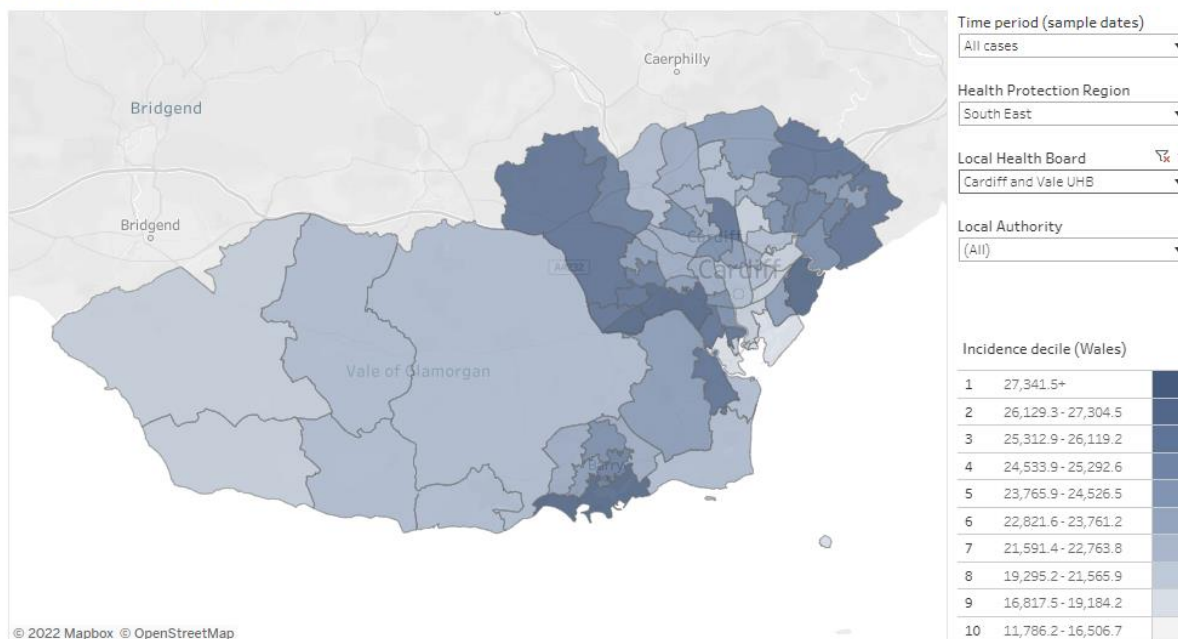 Caerphilly
Bridgend
Bridgend
A4232
Cardiff
Cardiff
Vale of Glamorgan
Barry
© 2022 Mapbox © OpenStreetMap
Time period (sample dates)
All cases
Health Protection Region
South East
Local Health Board
Cardiff and Vale UHB
Local Authority
(All)
Incidence decile (Wales)
1 27,341.5+
2 26,129.3 - 27,304.5
3 25,312.9 - 26,119.2
4 24,533.9 - 25,292.6
5 23,765.9 - 24,526.5
6 22,821.6 - 23,761.2
7 21,591.4 - 22,763.8
8 19,295.2 - 21,565.9
9 16,817.5 - 19,184.2
10 11,786.2 - 16,506.7